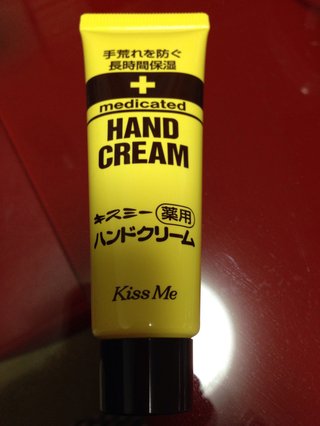 手荒れを防ぐ
長時間保湿
medicated
HAND
CREAM
キスミー 薬用
ハンドクリーム
Kiss Me